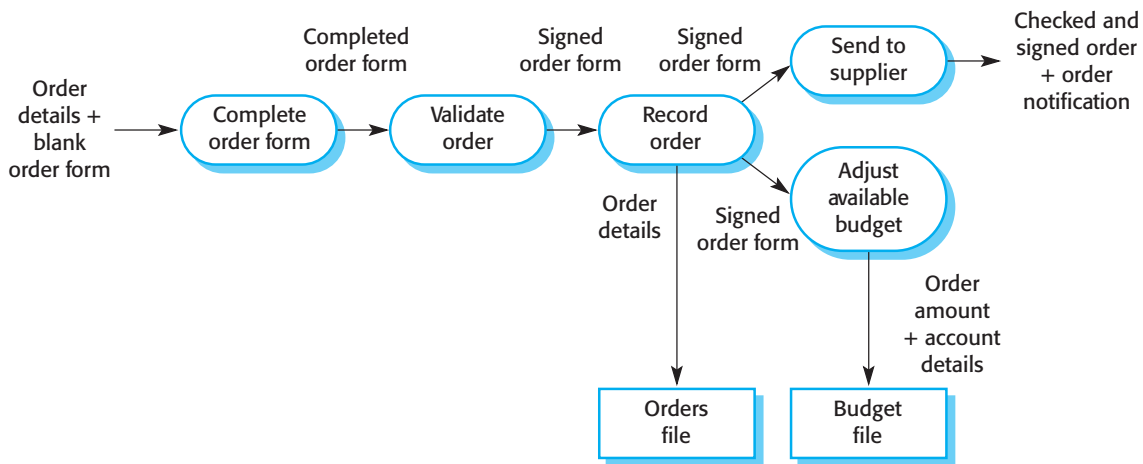 Order
details +
blank
order form
Complete
order form
Completed
order form
Validate
order
Signed
order form
Record
order
Signed
order form
Send to
supplier
Checked and
signed order
+ order
notification
Order
details
Signed
order form
Adjust
available
budget
Order
amount
+ account
details
Orders
file
Budget
file